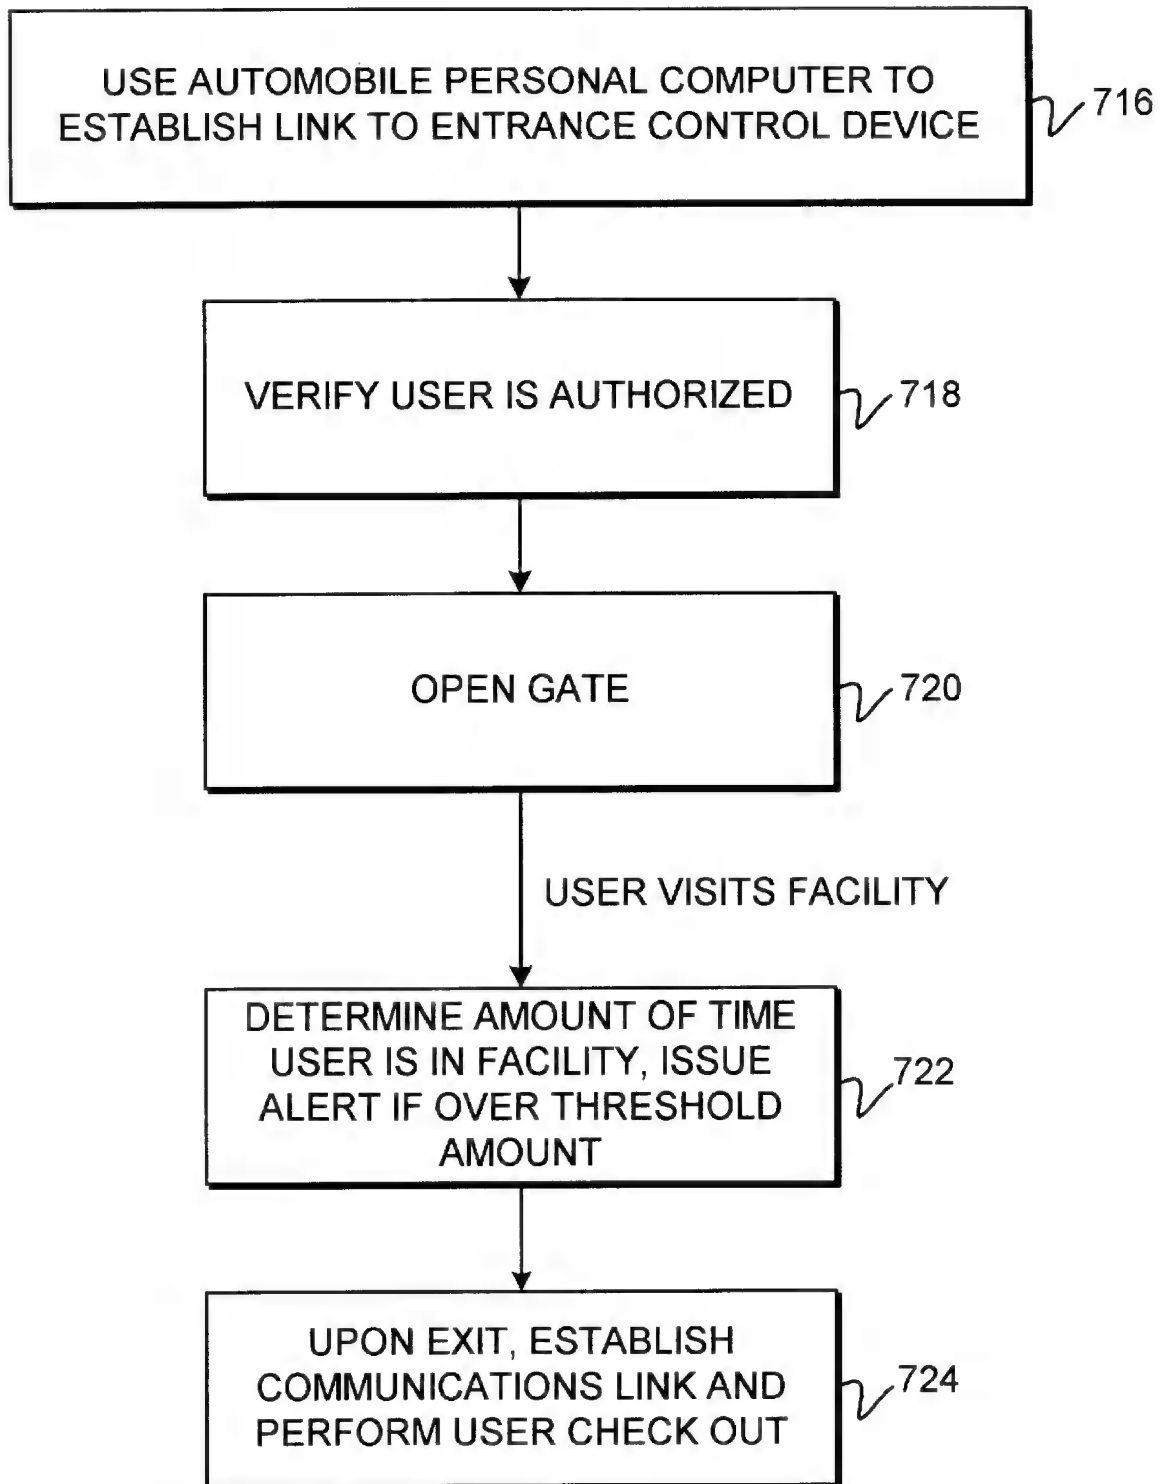 USE AUTOMOBILE PERSONAL COMPUTER TO
ESTABLISH LINK TO ENTRANCE CONTROL DEVICE
716
VERIFY USER IS AUTHORIZED
718
OPEN GATE
720
USER VISITS FACILITY
DETERMINE AMOUNT OF TIME
USER IS IN FACILITY, ISSUE
ALERT IF OVER THRESHOLD
AMOUNT
722
UPON EXIT, ESTABLISH
COMMUNICATIONS LINK AND
PERFORM USER CHECK OUT
724